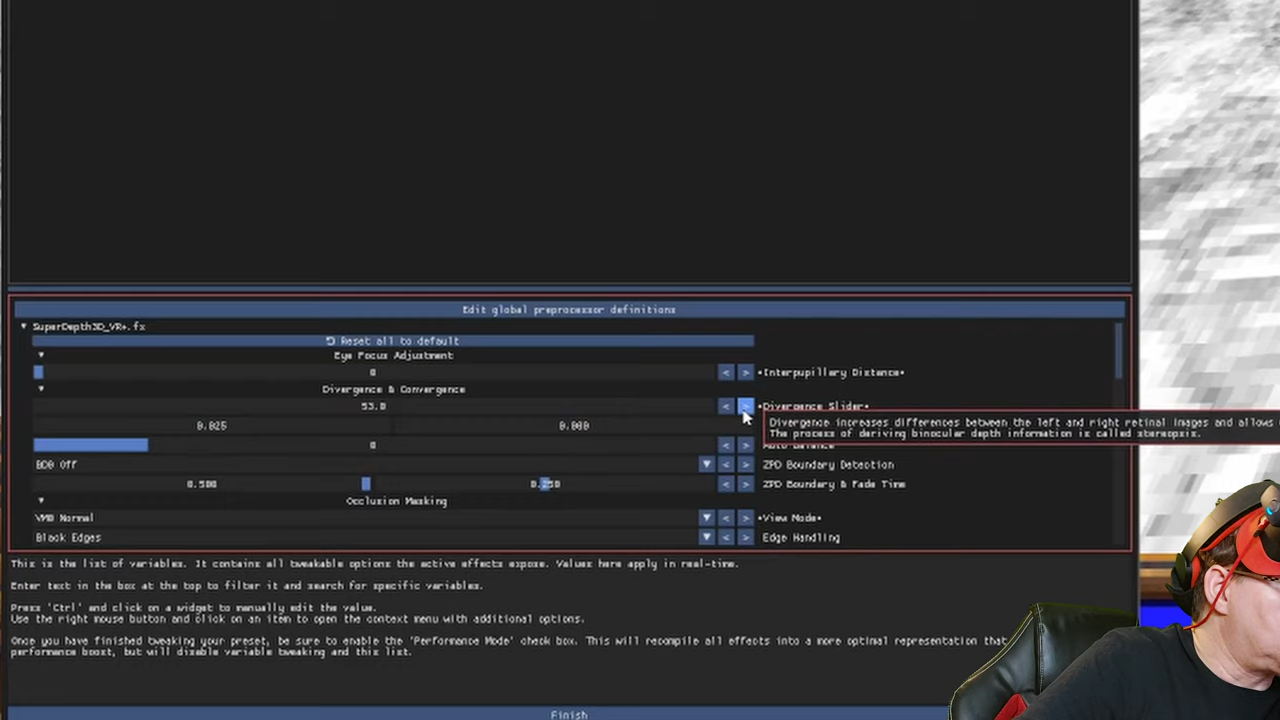 Edit global preprocessor definitions
SuperDepth3D_VR+.fx
Reset all to default
Eye Focus Adjustment
0 < > •Interpupillary Distance•
Divergence & Convergence
53.0 < > •Divergence Slider•
0.025 0.000
Divergence increases differences between the left and right retinal images and allows
The process of deriving binocular depth information is called stereopsis.
0 < >
BD0 Off < > ZPD Boundary Detection
0.500 0.250 < > ZPD Boundary & Fade Time
Occlusion Masking
VM0 Normal < > •View Mode•
Black Edges < > Edge Handling
This is the list of variables. It contains all tweakable options the active effects expose. Values here apply in real-time.
Enter text in the box at the top to filter it and search for specific variables.
Press 'Ctrl' and click on a widget to manually edit the value.
Use the right mouse button and click on an item to open the context menu with additional options.
Once you have finished tweaking your preset, be sure to enable the 'Performance Mode' check box. This will recompile all effects into a more optimal representation that
performance boost, but will disable variable tweaking and this list.
Finish